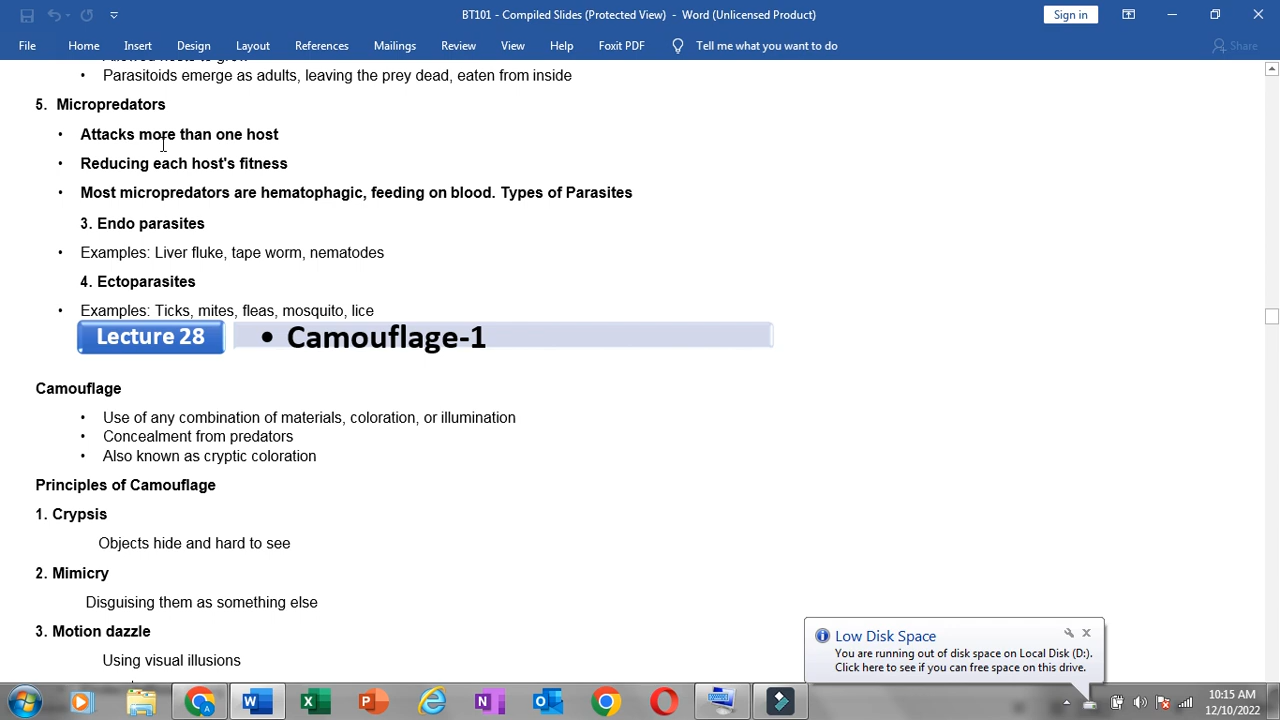 BT101 - Compiled Slides (Protected View) - Word (Unlicensed Product)
Sign in
File Home Insert Design Layout References Mailings Review View Help Foxit PDF Tell me what you want to do Share
Allowed hosts to grow
• Parasitoids emerge as adults, leaving the prey dead, eaten from inside
5. Micropredators
• Attacks more than one host
• Reducing each host's fitness
• Most micropredators are hematophagic, feeding on blood. Types of Parasites
3. Endo parasites
• Examples: Liver fluke, tape worm, nematodes
4. Ectoparasites
• Examples: Ticks, mites, fleas, mosquito, lice
Lecture 28 • Camouflage-1
Camouflage
• Use of any combination of materials, coloration, or illumination
• Concealment from predators
• Also known as cryptic coloration
Principles of Camouflage
1. Crypsis
Objects hide and hard to see
2. Mimicry
Disguising them as something else
3. Motion dazzle
Using visual illusions
Low Disk Space
You are running out of disk space on Local Disk (D:).
Click here to see if you can free space on this drive.
10:15 AM
12/10/2022